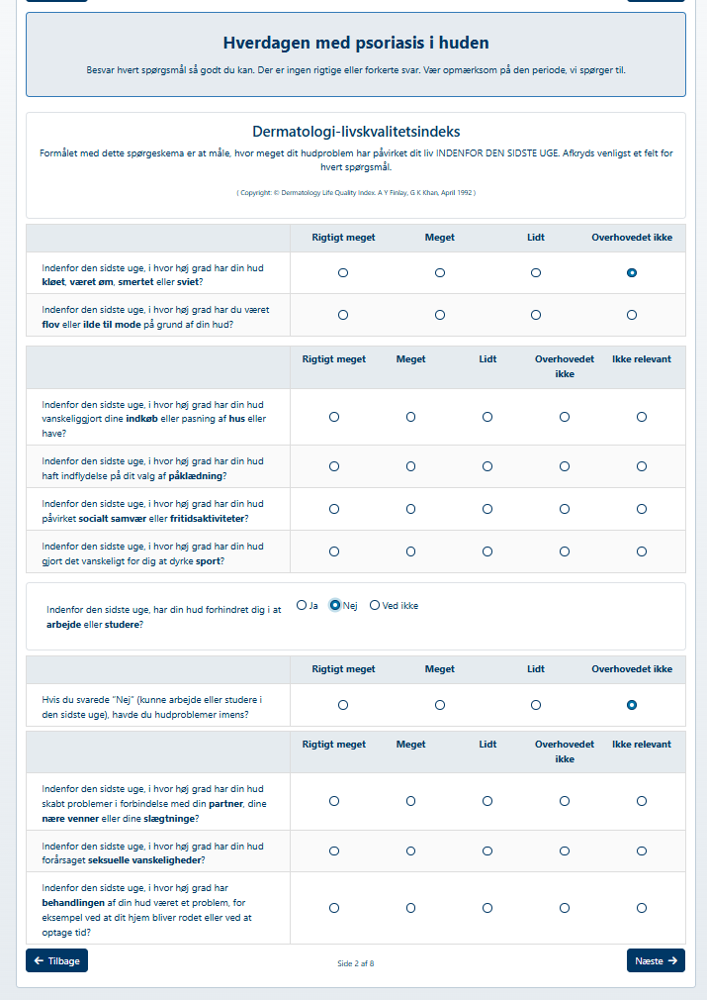 Hverdagen med psoriasis i huden
Besvar hvert spørgsmål så godt du kan. Der er ingen rigtige eller forkerte svar. Vær opmærksom på den periode, vi spørger til.
Dermatologi-livskvalitetsindeks
Formålet med dette spørgeskema er at måle, hvor meget dit hudproblem har påvirket dit liv INDENFOR DEN SIDSTE UGE. Afkryds venligst et felt for
hvert spørgsmål.
( Copyright: © Dermatology Life Quality Index. A Y Finlay, G K Khan, April 1992 )
Rigtigt meget Meget Lidt Overhovedet ikke
Indenfor den sidste uge, i hvor høj grad har din hud
kløet, været øm, smertet eller sviet?
Indenfor den sidste uge, i hvor høj grad har du været
flov eller ilde til mode på grund af din hud?
Rigtigt meget Meget Lidt Overhovedet Ikke relevant
ikke
Indenfor den sidste uge, i hvor høj grad har din hud
vanskeliggjort dine indkøb eller pasning af hus eller
have?
Indenfor den sidste uge, i hvor høj grad har din hud
haft indflydelse på dit valg af påklædning?
Indenfor den sidste uge, i hvor høj grad har din hud
påvirket socialt samvær eller fritidsaktiviteter?
Indenfor den sidste uge, i hvor høj grad har din hud
gjort det vanskeligt for dig at dyrke sport?
Indenfor den sidste uge, har din hud forhindret dig i at
arbejde eller studere?
Ja Nej Ved ikke
Rigtigt meget Meget Lidt Overhovedet ikke
Hvis du svarede "Nej" (kunne arbejde eller studere i
den sidste uge), havde du hudproblemer imens?
Rigtigt meget Meget Lidt Overhovedet Ikke relevant
ikke
Indenfor den sidste uge, i hvor høj grad har din hud
skabt problemer i forbindelse med din partner, dine
nære venner eller dine slægtninge?
Indenfor den sidste uge, i hvor høj grad har din hud
forårsaget seksuelle vanskeligheder?
Indenfor den sidste uge, i hvor høj grad har
behandlingen af din hud været et problem, for
eksempel ved at dit hjem bliver rodet eller ved at
optage tid?
← Tilbage Side 2 af 8 Næste →